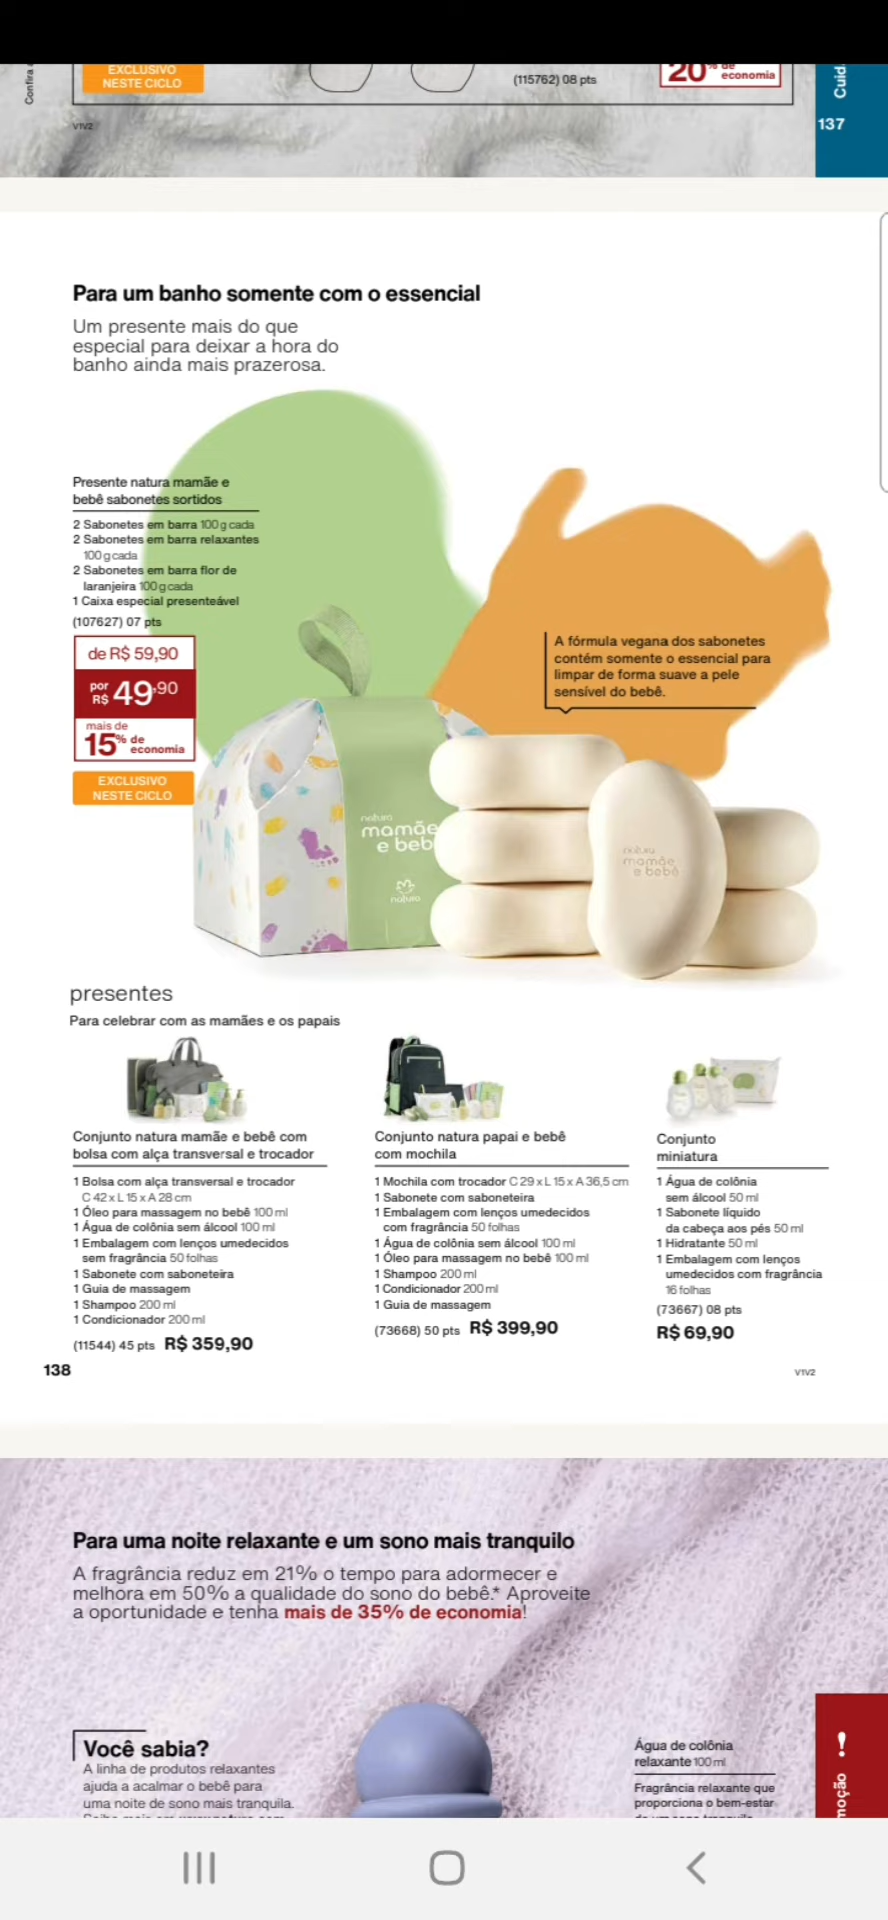 Confira a
EXCLUSIVO
NESTE CICLO
(115762) 08 pts
20% de
economia
V1V2
137
Para um banho somente com o essencial
Um presente mais do que
especial para deixar a hora do
banho ainda mais prazerosa.
Presente natura mamãe e
bebê sabonetes sortidos
2 Sabonetes em barra 100 g cada
2 Sabonetes em barra relaxantes
100 g cada
2 Sabonetes em barra flor de
laranjeira 100 g cada
1 Caixa especial presenteável
(107627) 07 pts
de R$ 59,90
por
R$ 49,90
mais de
15% de
economia
EXCLUSIVO
NESTE CICLO
A fórmula vegana dos sabonetes
contém somente o essencial para
limpar de forma suave a pele
sensível do bebê.
natura
mamãe
e beb
natura
natura
mamãe
e bebê
presentes
Para celebrar com as mamães e os papais
Conjunto natura mamãe e bebê com
bolsa com alça transversal e trocador
1 Bolsa com alça transversal e trocador
C 42 x L 15 x A 28 cm
1 Óleo para massagem no bebê 100 ml
1 Água de colônia sem álcool 100 ml
1 Embalagem com lenços umedecidos
sem fragrância 50 folhas
1 Sabonete com saboneteira
1 Guia de massagem
1 Shampoo 200 ml
1 Condicionador 200 ml
(11544) 45 pts R$ 359,90
Conjunto natura papai e bebê
com mochila
1 Mochila com trocador C 29 x L 15 x A 36,5 cm
1 Sabonete com saboneteira
1 Embalagem com lenços umedecidos
com fragrância 50 folhas
1 Água de colônia sem álcool 100 ml
1 Óleo para massagem no bebê 100 ml
1 Shampoo 200 ml
1 Condicionador 200 ml
1 Guia de massagem
(73668) 50 pts R$ 399,90
Conjunto
miniatura
1 Água de colônia
sem álcool 50 ml
1 Sabonete líquido
da cabeça aos pés 50 ml
1 Hidratante 50 ml
1 Embalagem com lenços
umedecidos com fragrância
16 folhas
(73667) 08 pts
R$ 69,90
138
V1V2
Para uma noite relaxante e um sono mais tranquilo
A fragrância reduz em 21% o tempo para adormecer e
melhora em 50% a qualidade do sono do bebê.* Aproveite
a oportunidade e tenha mais de 35% de economia!
Você sabia?
A linha de produtos relaxantes
ajuda a acalmar o bebê para
uma noite de sono mais tranquila.
Água de colônia
relaxante 100 ml
Fragrância relaxante que
proporciona o bem-estar
moção !